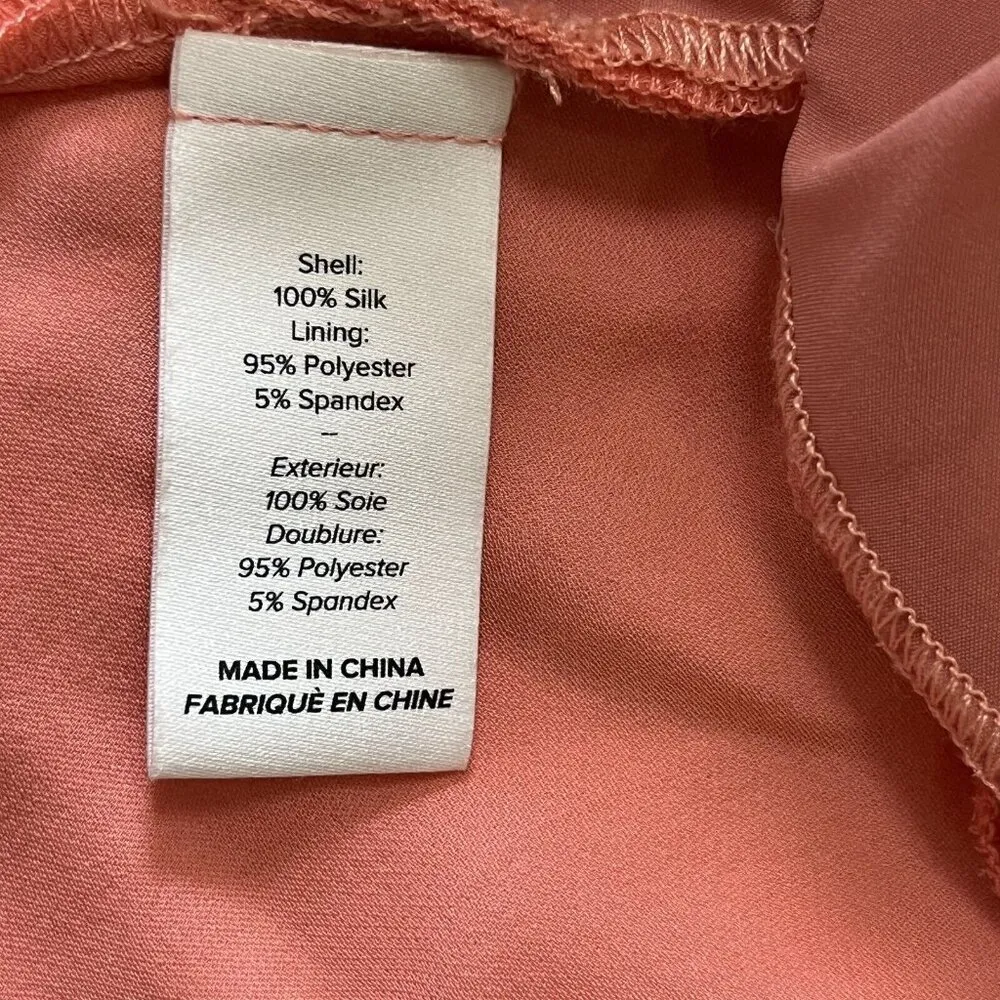 Shell:
100% Silk
Lining:
95% Polyester
5% Spandex
--
Exterieur:
100% Soie
Doublure:
95% Polyester
5% Spandex
MADE IN CHINA
FABRIQUÈ EN CHINE